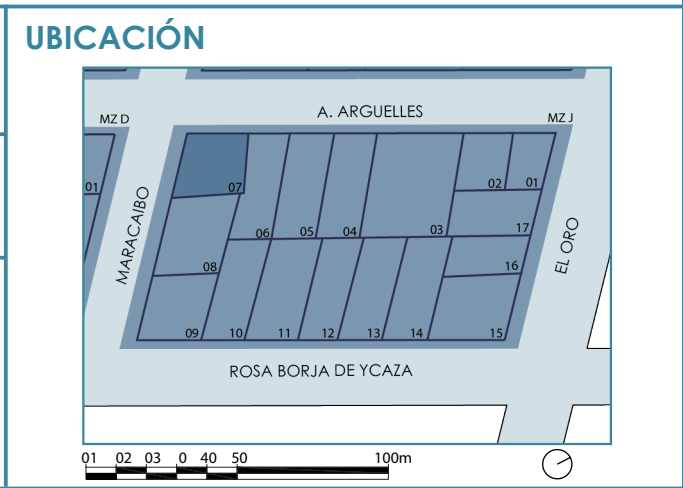 UBICACIÓN
A. ARGUELLES
MZ D
MZ J
01
07
02
01
MARACAIBO
06
05
04
03
17
EL ORO
08
16
09
10
11
12
13
14
15
ROSA BORJA DE YCAZA
01 02 03 0 40 50 100m